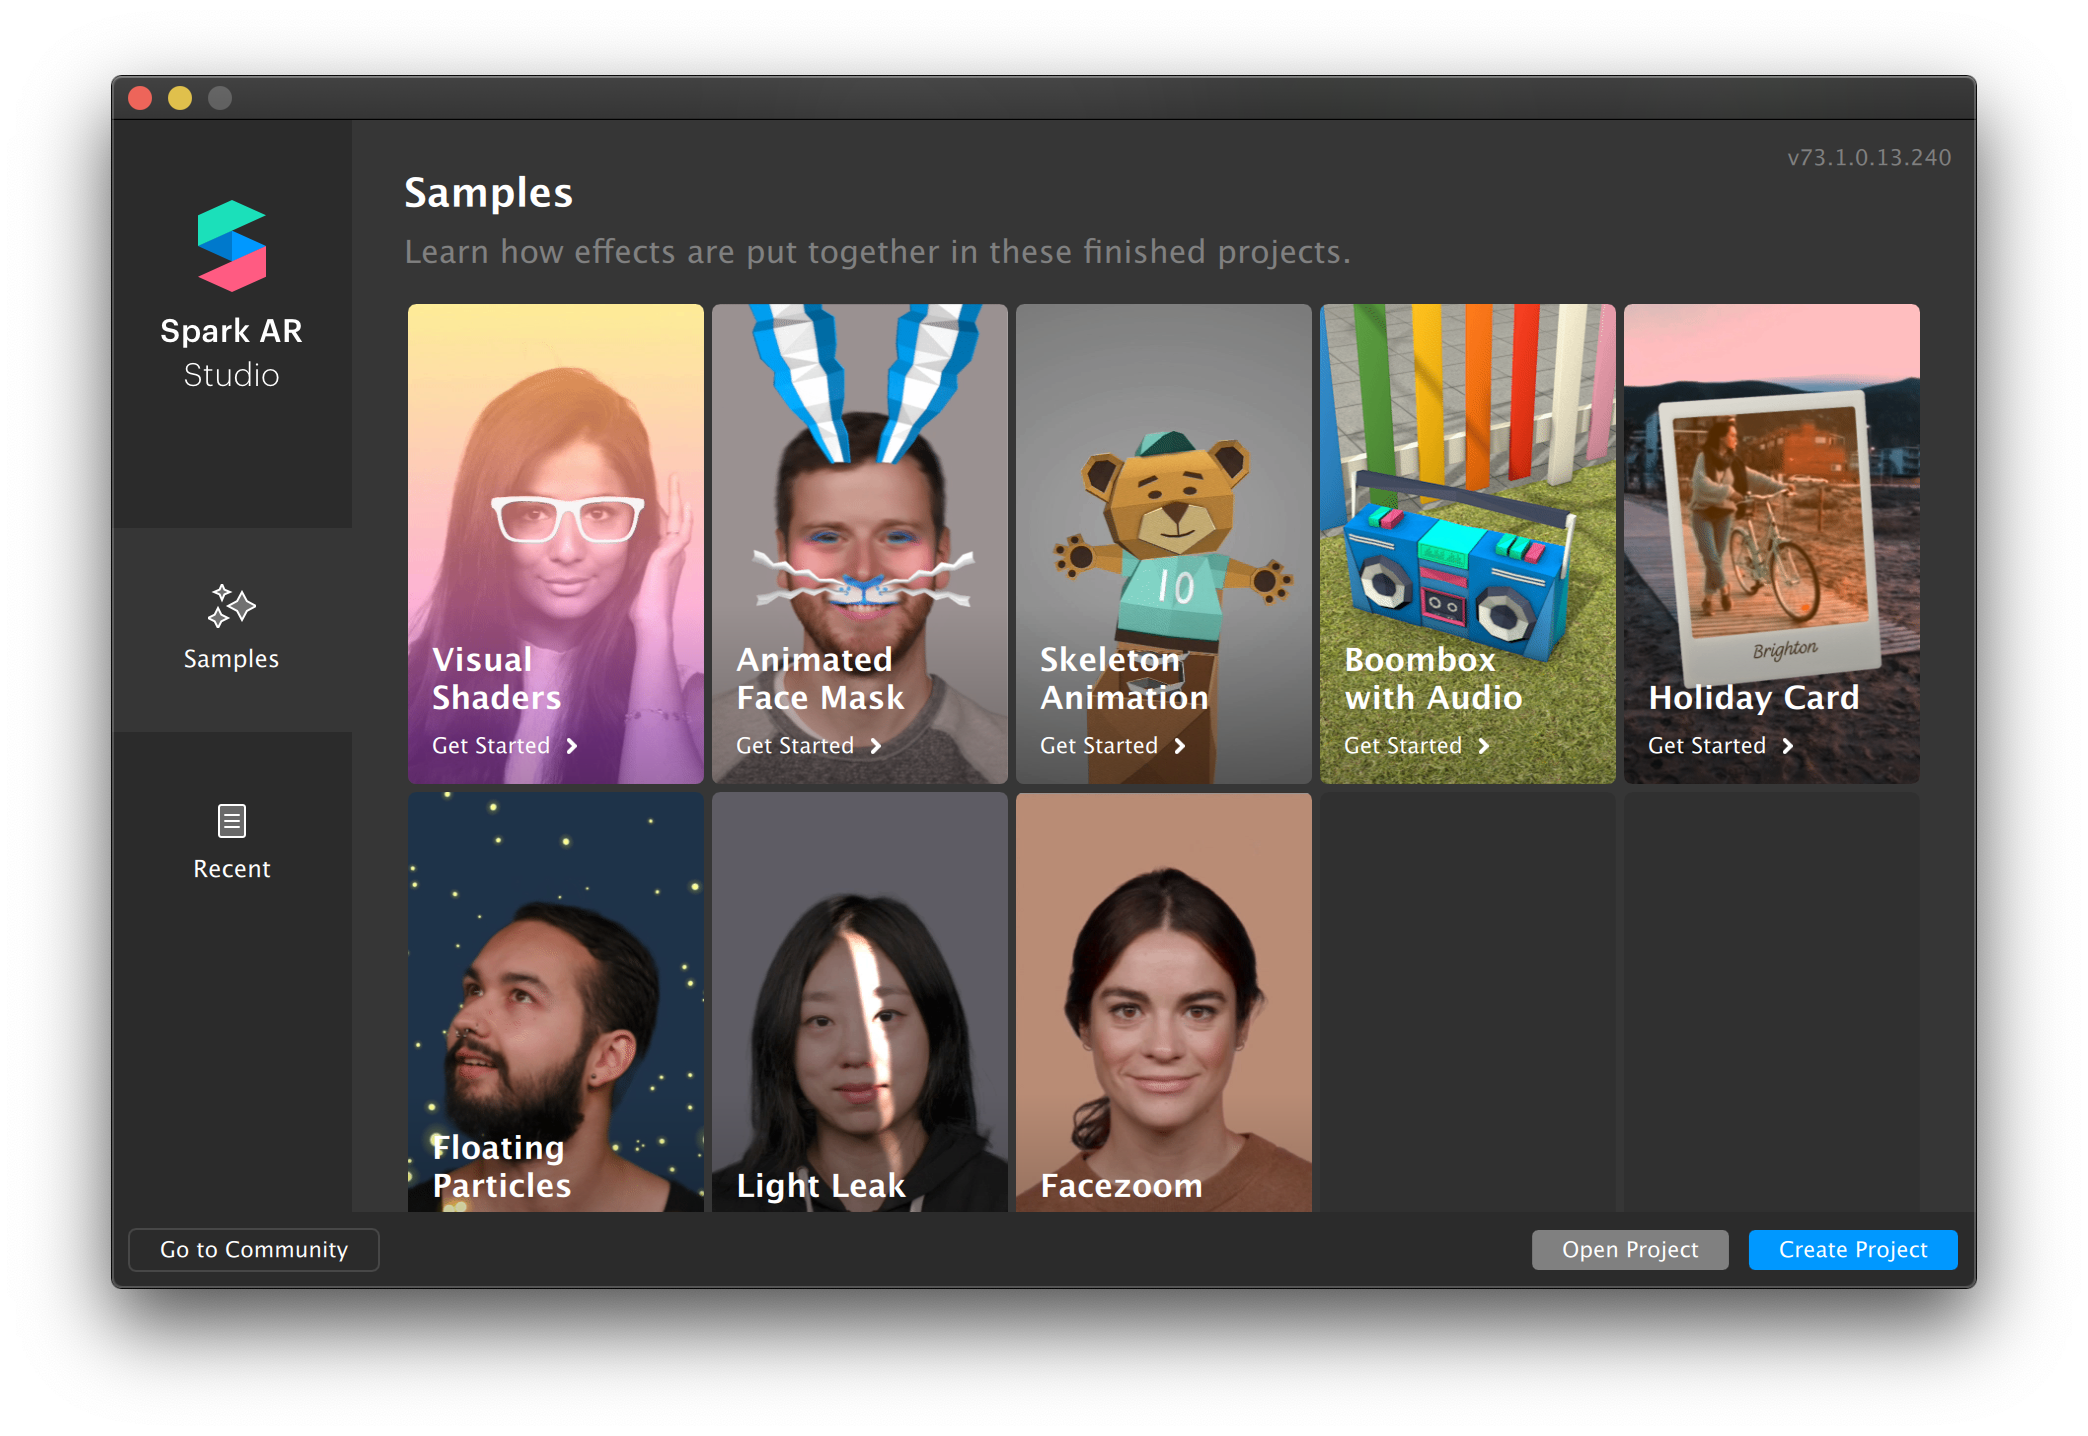 v73.1.0.13.240
Spark AR
Studio
Samples
Recent
Samples
Learn how effects are put together in these finished projects.
Visual
Shaders
Get Started
Animated
Face Mask
Get Started
10
Skeleton
Animation
Get Started
Boombox
with Audio
Get Started
Brighton
Holiday Card
Get Started
Floating
Particles
Light Leak
Facezoom
Go to Community
Open Project
Create Project